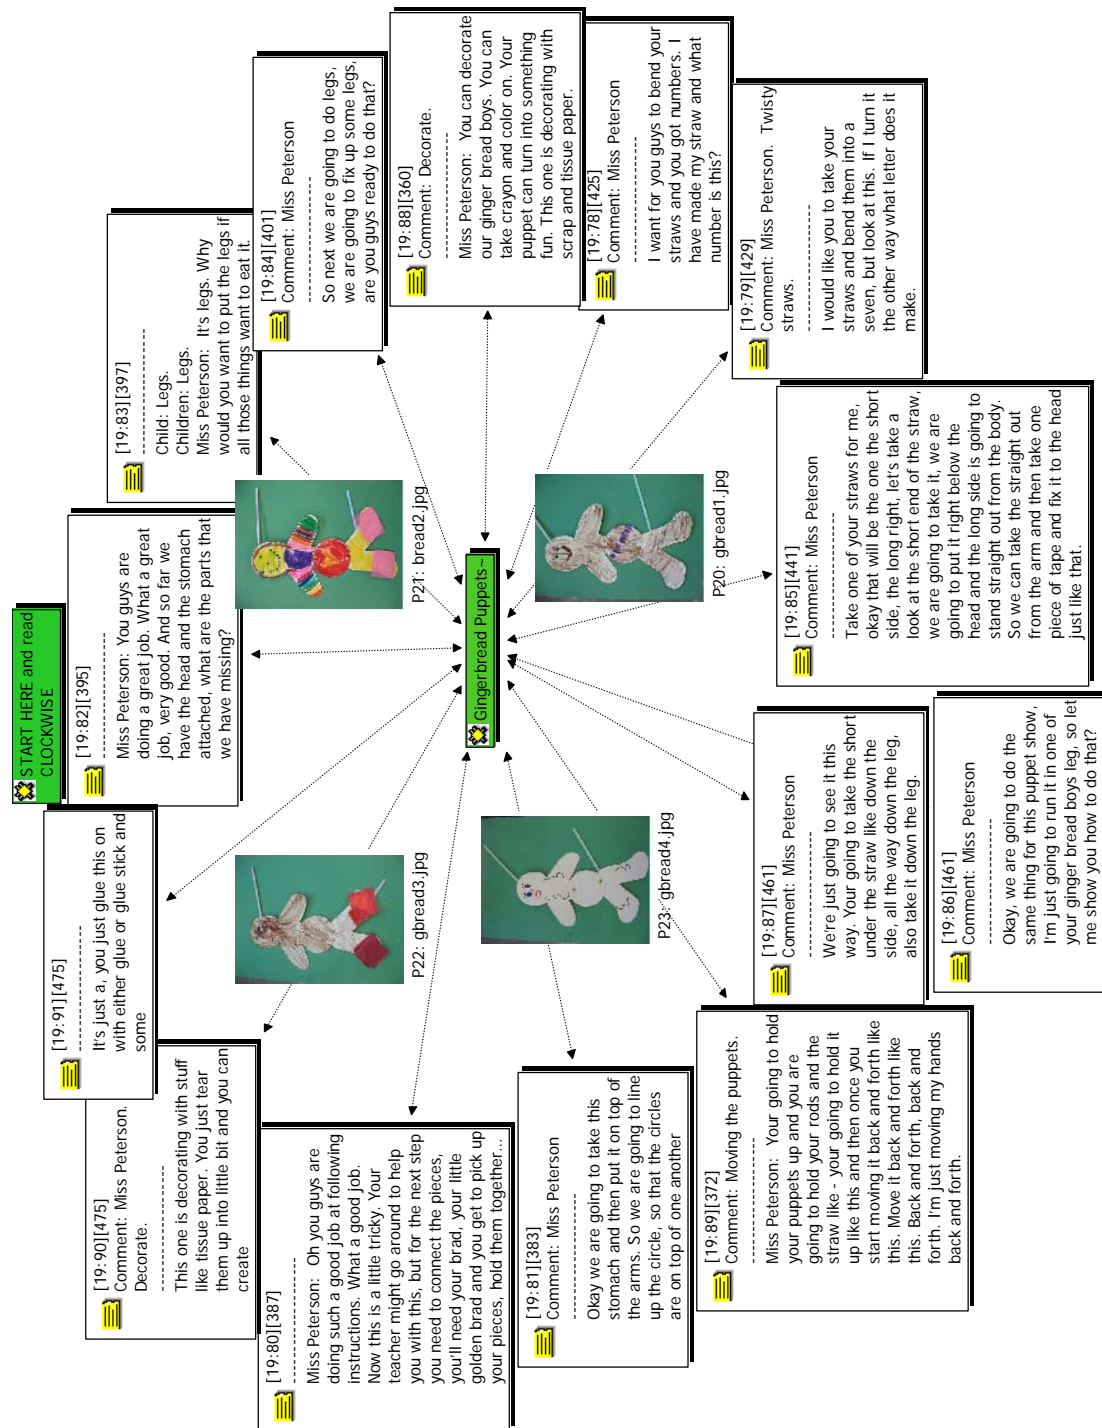 START HERE and read
CLOCKWISE
[19:82][395]
--------------------
Miss Peterson: You guys are
doing a great job. What a great
job, very good. And so far we
have the head and the stomach
attached, what are the parts that
we have missing?
[19:83][397]
--------------------
Child: Legs.
Children: Legs.
Miss Peterson: It's legs. Why
would you want to put the legs if
all those things want to eat it.
[19:84][401]
Comment: Miss Peterson
--------------------
So next we are going to do legs,
we are going to fix up some legs,
are you guys ready to do that?
[19:88][360]
Comment: Decorate.
--------------------
Miss Peterson: You can decorate
our ginger bread boys. You can
take crayon and color on. Your
puppet can turn into something
fun. This one is decorating with
scrap and tissue paper.
[19:78][425]
Comment: Miss Peterson
--------------------
I want for you guys to bend your
straws and you got numbers. I
have made my straw and what
number is this?
[19:79][429]
Comment: Miss Peterson. Twisty
straws.
--------------------
I would like you to take your
straws and bend them into a
seven, but look at this. If I turn it
the other way what letter does it
make.
[19:85][441]
Comment: Miss Peterson
--------------------
Take one of your straws for me,
okay that will be the one the short
side, the long right, let's take a
look at the short end of the straw,
we are going to take it, we are
going to put it right below the
head and the long side is going to
stand straight out from the body.
So we can take the straight out
from the arm and then take one
piece of tape and fix it to the head
just like that.
[19:86][461]
Comment: Miss Peterson
--------------------
Okay, we are going to do the
same thing for this puppet show,
I'm just going to run it in one of
your ginger bread boys leg, so let
me show you how to do that?
[19:87][461]
Comment: Miss Peterson
--------------------
We're just going to see it this
way. Your going to take the short
under the straw like down the
side, all the way down the leg,
also take it down the leg.
[19:89][372]
Comment: Moving the puppets.
--------------------
Miss Peterson: Your going to hold
your puppets up and you are
going to hold your rods and the
straw like - your going to hold it
up like this and then once you
start moving it back and forth like
this. Move it back and forth like
this. Back and forth, back and
forth. I'm just moving my hands
back and forth.
[19:81][383]
Comment: Miss Peterson
--------------------
Okay we are going to take this
stomach and then put it on top of
the arms. So we are going to line
up the circle, so that the circles
are on top of one another
[19:80][387]
--------------------
Miss Peterson: Oh you guys are
doing such a good job at following
instructions. What a good job.
Now this is a little tricky. Your
teacher might go around to help
you with this, but for the next step
you need to connect the pieces,
you'll need your brad, your little
golden brad and you get to pick up
your pieces, hold them together...
[19:90][475]
Comment: Miss Peterson.
Decorate.
--------------------
This one is decorating with stuff
like tissue paper. You just tear
them up into little bit and you can
create
[19:91][475]
--------------------
It's just a, you just glue this on
with either glue or glue stick and
some
P21: bread2.jpg
P20: gbread1.jpg
Gingerbread Puppets~
P22: gbread3.jpg
P23: gbread4.jpg